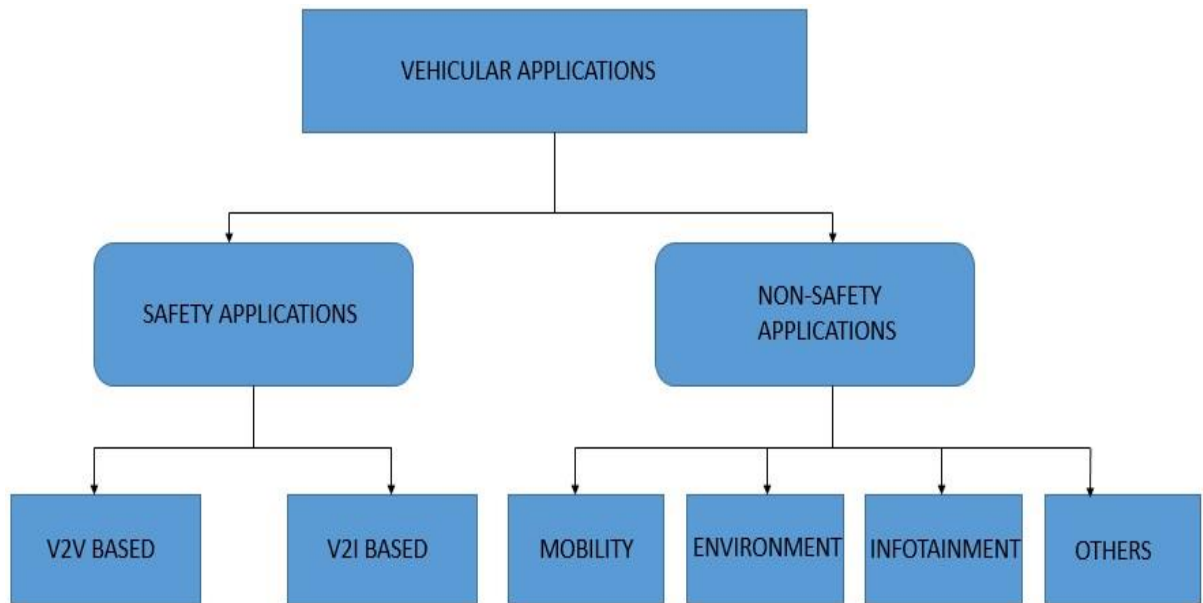 VEHICULAR APPLICATIONS
SAFETY APPLICATIONS
NON-SAFETY
APPLICATIONS
V2V BASED
V2I BASED
MOBILITY
ENVIRONMENT
INFOTAINMENT
OTHERS